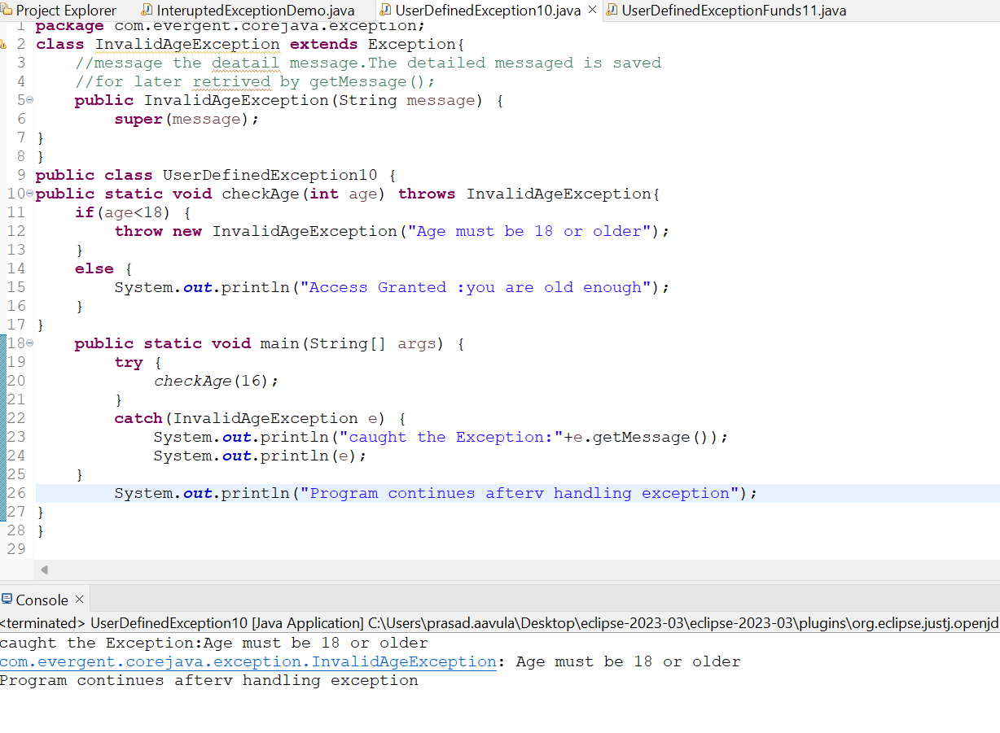 Project Explorer InteruptedExceptionDemo.java UserDefinedException10.java × UserDefinedExceptionFunds11.java
1 package com.evergent.corejava.exception;
2 class InvalidAgeException extends Exception{
3 //message the deatail message.The detailed messaged is saved
4 //for later retrived by getMessage();
5 public InvalidAgeException(String message) {
6 super(message);
7 }
8 }
9 public class UserDefinedException10 {
10 public static void checkAge(int age) throws InvalidAgeException{
11 if(age<18) {
12 throw new InvalidAgeException("Age must be 18 or older");
13 }
14 else {
15 System.out.println("Access Granted :you are old enough");
16 }
17 }
18 public static void main(String[] args) {
19 try {
20 checkAge(16);
21 }
22 catch(InvalidAgeException e) {
23 System.out.println("caught the Exception:"+e.getMessage());
24 System.out.println(e);
25 }
26 System.out.println("Program continues afterv handling exception");
27 }
28 }
29
Console ×
<terminated> UserDefinedException10 [Java Application] C:\Users\prasad.aavula\Desktop\eclipse-2023-03\eclipse-2023-03\plugins\org.eclipse.justj.openjd
caught the Exception:Age must be 18 or older
com.evergent.corejava.exception.InvalidAgeException: Age must be 18 or older
Program continues afterv handling exception